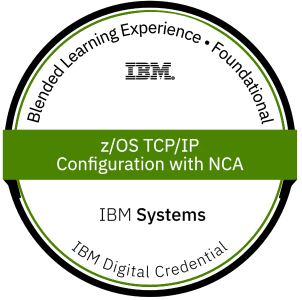 Blended Learning Experience • Foundational
IBM.
z/OS TCP/IP
Configuration with NCA
IBM Systems
IBM Digital Credential